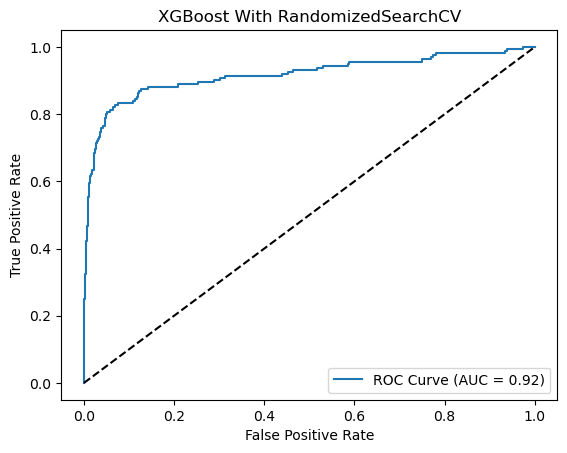 XGBoost With RandomizedSearchCV
True Positive Rate
1.0
0.8
0.6
0.4
0.2
0.0
0.0 0.2 0.4 0.6 0.8 1.0
False Positive Rate
ROC Curve (AUC = 0.92)